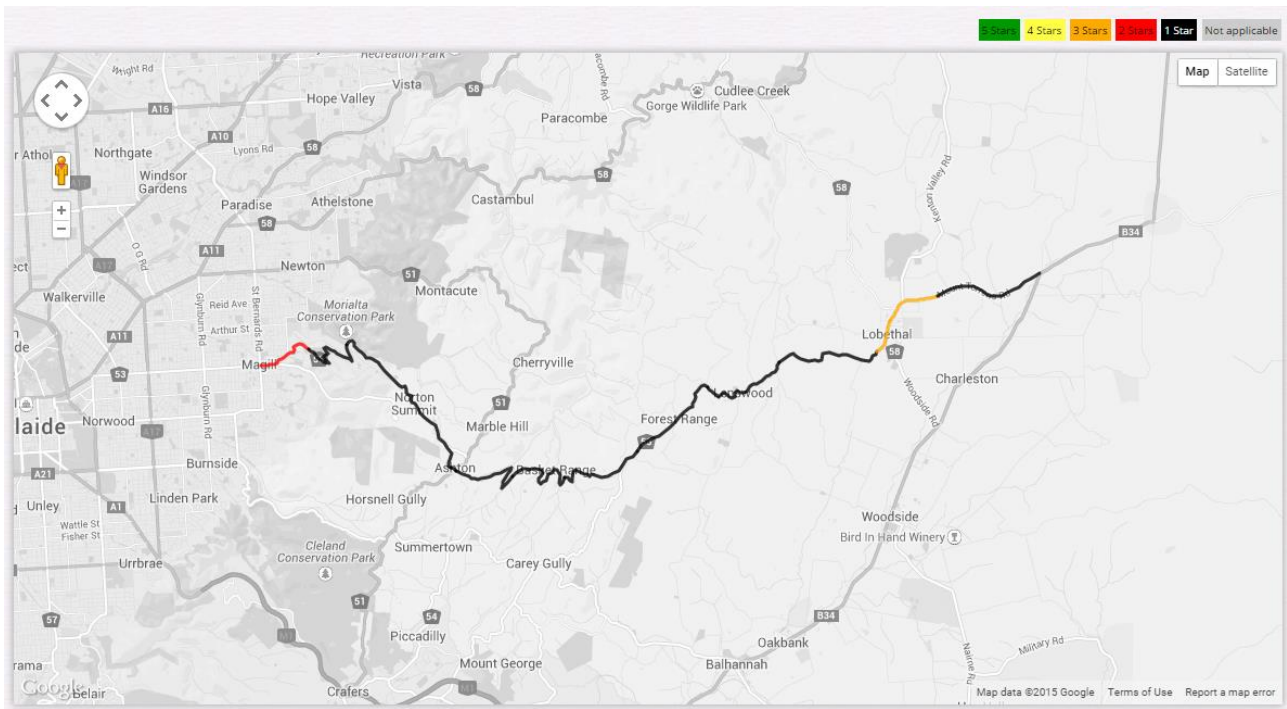 5 Stars 4 Stars 3 Stars 2 Stars 1 Star Not applicable
Recreation Park
Map Satellite
Wright Rd
Vista
58
Cudlee Creek
Gorge Wildlife Park
Hope Valley
A16
Paracombe
A10
Lyons Rd
58
Northgate
Windsor
Gardens
58
58
Paradise
Athelstone
Castambul
Kenton Valley Rd
58
O G Rd
B34
A11
A17
Newton
51
Montacute
Walkerville
Reid Ave
St Bernards Rd
Glynburn Rd
Morialta
Conservation Park
Arthur St
A11
Lobethal
58
Magill
Cherryville
53
Charleston
Norton
Summit
Lenswood
51
Woodside Rd
Norwood
A17
Glynburn Rd
Marble Hill
Forest Range
laide
Burnside
Ashton
Basket Range
A21
Linden Park
Horsnell Gully
Unley
A1
Woodside
Wattle St
Fisher St
Bird In Hand Winery
Cleland
Conservation Park
Summertown
Urrbrae
Carey Gully
51
54
B34
57
M1
Piccadilly
Oakbank
Military Rd
Nairne Rd
Mount George
Balhannah
Google
Belair
Crafers
M1
Map data ©2015 Google Terms of Use Report a map error